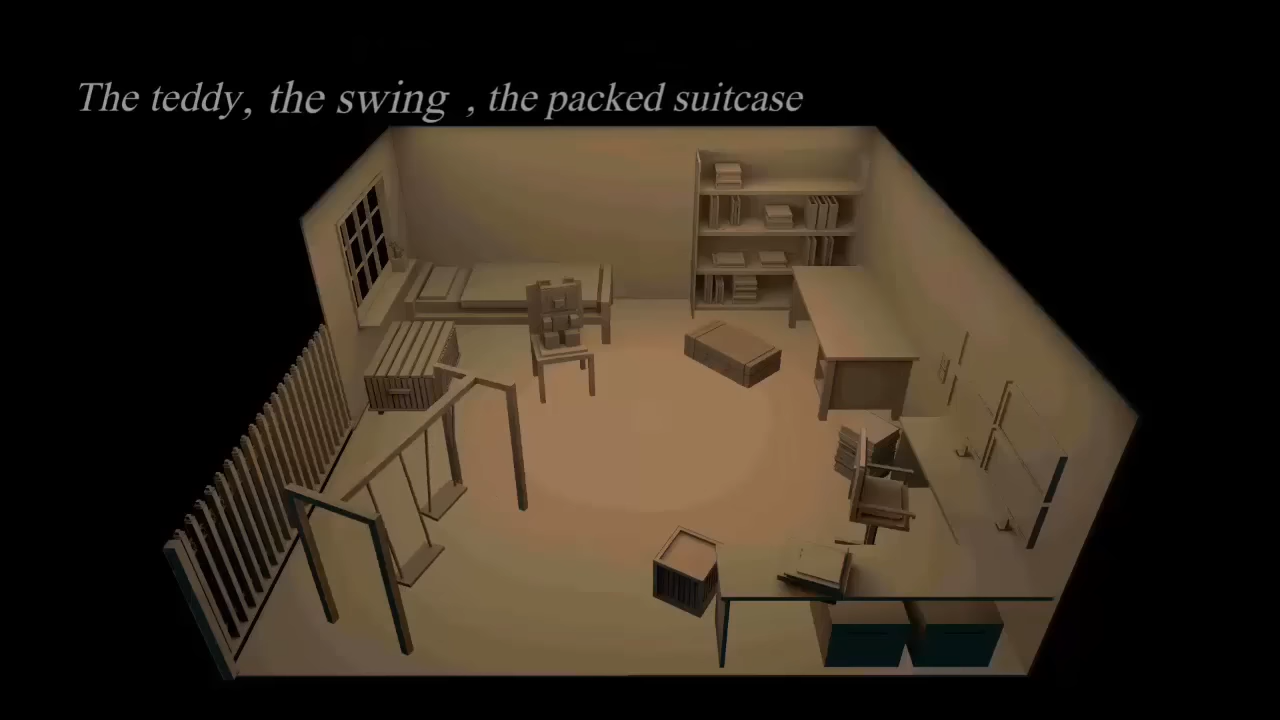 The teddy, the swing , the packed suitcase